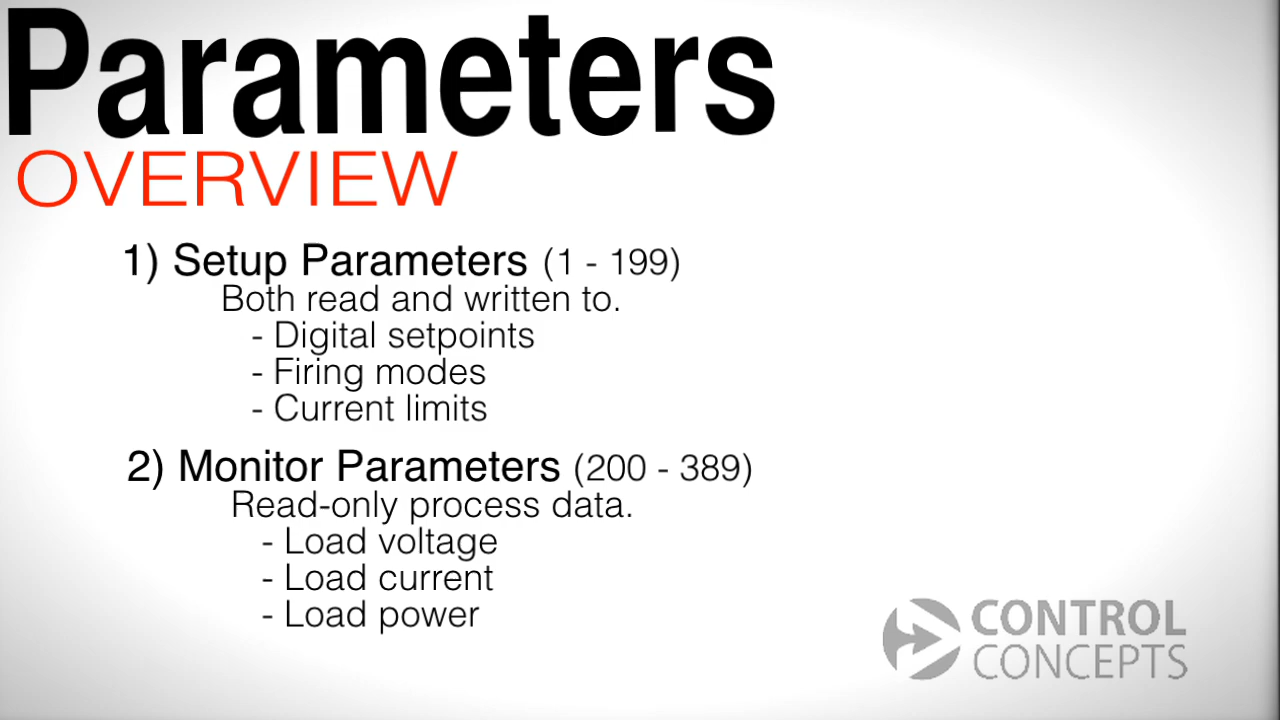 Parameters
OVERVIEW
1) Setup Parameters (1 - 199)
Both read and written to.
- Digital setpoints
- Firing modes
- Current limits
2) Monitor Parameters (200 - 389)
Read-only process data.
- Load voltage
- Load current
- Load power
CONTROL
CONCEPTS